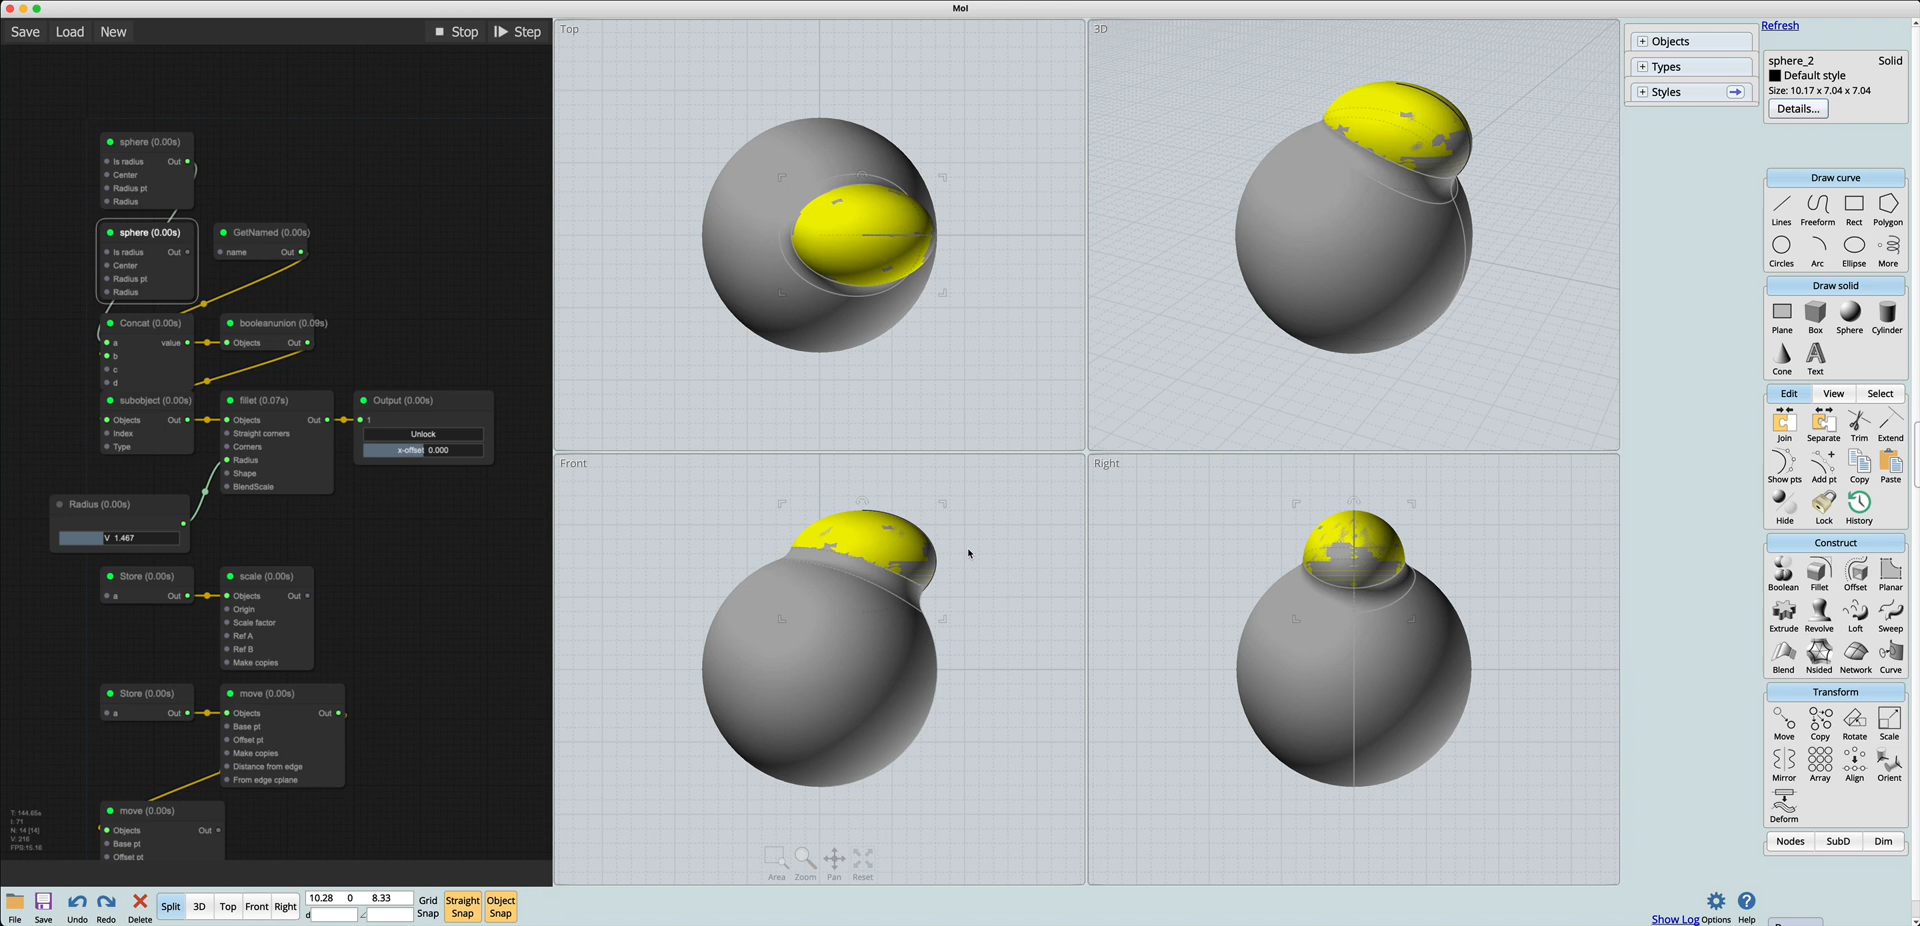 MoI
Save Load New
Stop Step
sphere (0.00s)
Is radius Out
Center
Radius pt
Radius
sphere (0.00s)
Is radius Out
Center
Radius pt
Radius
GetNamed (0.00s)
name Out
Concat (0.00s)
a value
b
c
d
booleanunion (0.09s)
Objects Out
subobject (0.00s)
Objects Out
Index
Type
fillet (0.07s)
Objects Out
Straight corners
Corners
Radius
Shape
BlendScale
Output (0.00s)
1
Unlock
x-offset 0.000
Radius (0.00s)
V 1.467
Store (0.00s)
a Out
scale (0.00s)
Objects Out
Origin
Scale factor
Ref A
Ref B
Make copies
Store (0.00s)
a Out
move (0.00s)
Objects Out
Base pt
Offset pt
Make copies
Distance from edge
From edge cplane
move (0.00s)
Objects Out
Base pt
Offset pt
T: 144.65s
I: 71
N: 14 [14]
V: 216
FPS:15.16
Top
3D
Front
Right
Area Zoom Pan Reset
Objects
Types
Styles
Refresh
sphere_2 Solid
Default style
Size: 10.17 x 7.04 x 7.04
Details...
Draw curve
Lines Freeform Rect Polygon
Circles Arc Ellipse More
Draw solid
Plane Box Sphere Cylinder
Cone Text
Edit View Select
Join Separate Trim Extend
Show pts Add pt Copy Paste
Hide Lock History
Construct
Boolean Fillet Offset Planar
Extrude Revolve Loft Sweep
Blend Nsided Network Curve
Transform
Move Copy Rotate Scale
Mirror Array Align Orient
Deform
Nodes SubD Dim
File Save Undo Redo Delete
Split 3D Top Front Right
10.28 0 8.33
d
Grid Snap
Straight Snap
Object Snap
Show Log Options Help